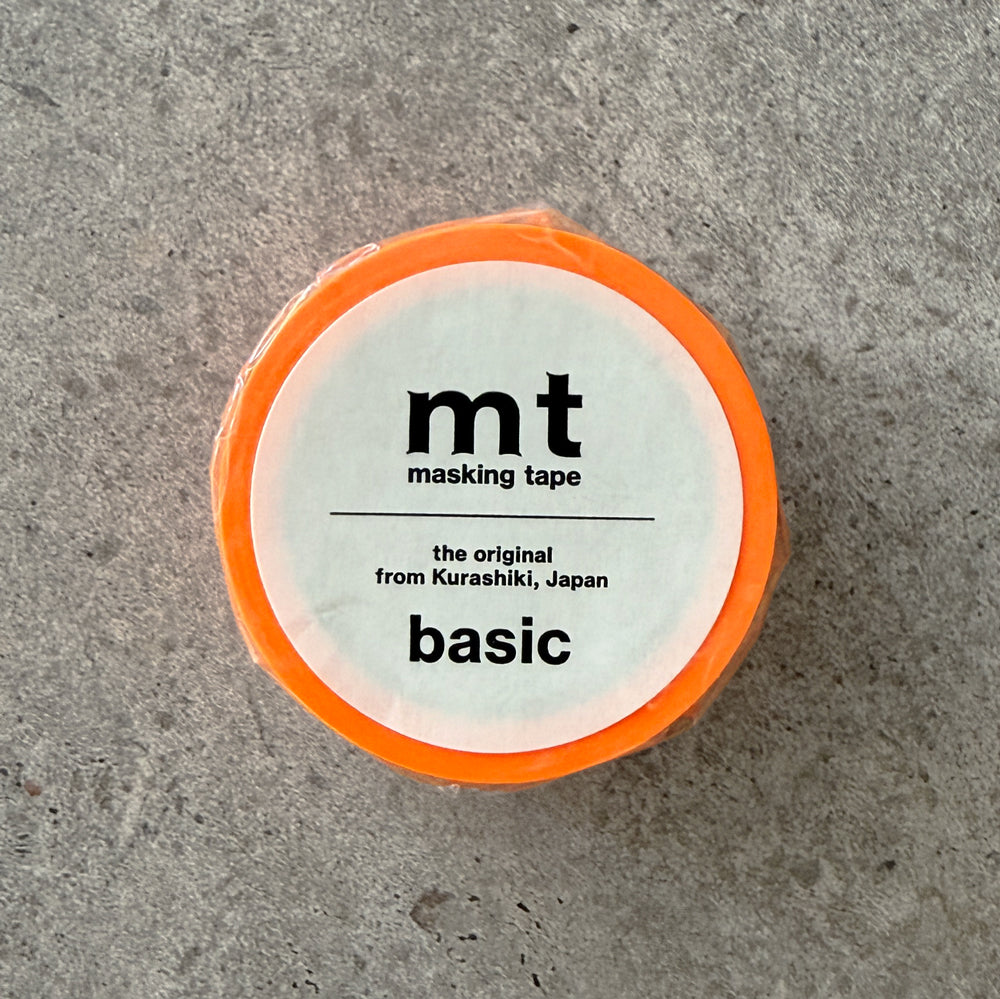 mt
masking tape
the original
from Kurashiki, Japan
basic